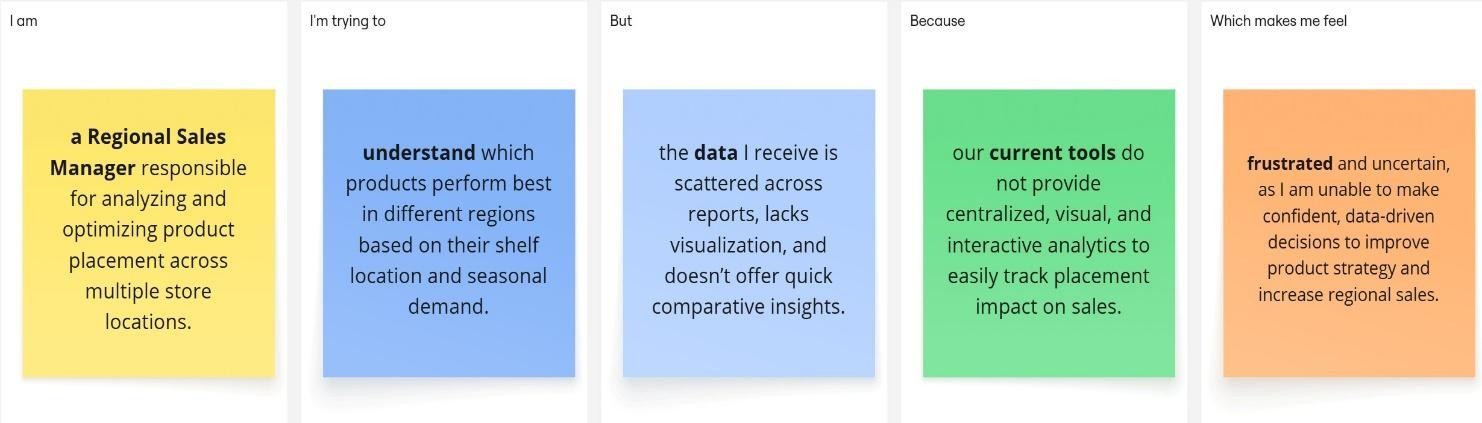 I am
a Regional Sales
Manager responsible
for analyzing and
optimizing product
placement across
multiple store
locations.
I'm trying to
understand which
products perform best
in different regions
based on their shelf
location and seasonal
demand.
But
the data I receive is
scattered across
reports, lacks
visualization, and
doesn’t offer quick
comparative insights.
Because
our current tools do
not provide
centralized, visual, and
interactive analytics to
easily track placement
impact on sales.
Which makes me feel
frustrated and uncertain,
as I am unable to make
confident, data-driven
decisions to improve
product strategy and
increase regional sales.